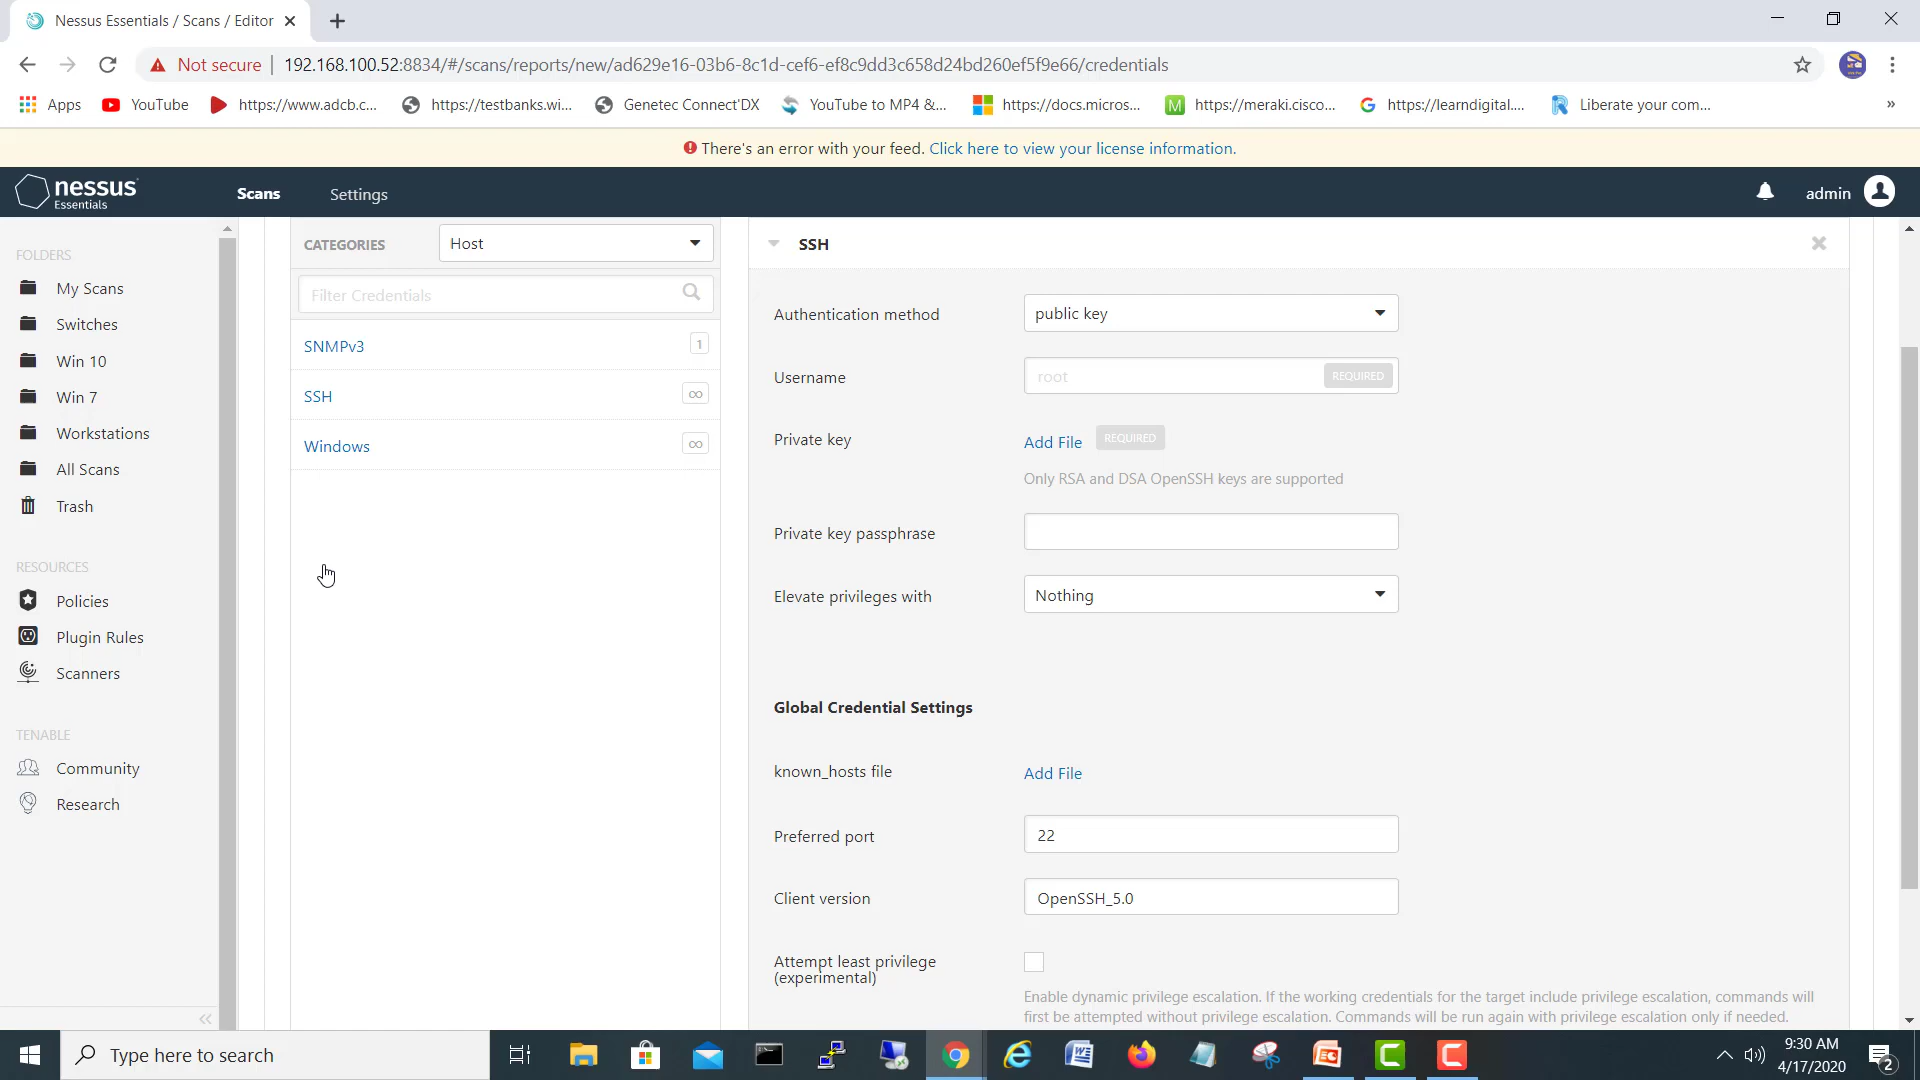 Nessus Essentials / Scans / Editor
Not secure | 192.168.100.52:8834/#/scans/reports/new/ad629e16-03b6-8c1d-cef6-ef8c9dd3c658d24bd260ef5f9e66/credentials
Apps YouTube https://www.adcb.c... https://testbanks.wi... Genetec Connect'DX YouTube to MP4 &... https://docs.micros... https://meraki.cisco... https://learndigital.... Liberate your com... »
There's an error with your feed. Click here to view your license information.
nessus Essentials
Scans
Settings
admin
FOLDERS
My Scans
Switches
Win 10
Win 7
Workstations
All Scans
Trash
RESOURCES
Policies
Plugin Rules
Scanners
TENABLE
Community
Research
CATEGORIES Host
Filter Credentials
SNMPv3 1
SSH ∞
Windows ∞
SSH
Authentication method public key
Username root REQUIRED
Private key Add File REQUIRED
Only RSA and DSA OpenSSH keys are supported
Private key passphrase
Elevate privileges with Nothing
Global Credential Settings
known_hosts file Add File
Preferred port 22
Client version OpenSSH_5.0
Attempt least privilege
(experimental)
Enable dynamic privilege escalation. If the working credentials for the target include privilege escalation, commands will
first be attempted without privilege escalation. Commands will be run again with privilege escalation only if needed.
Type here to search
9:30 AM
4/17/2020
2